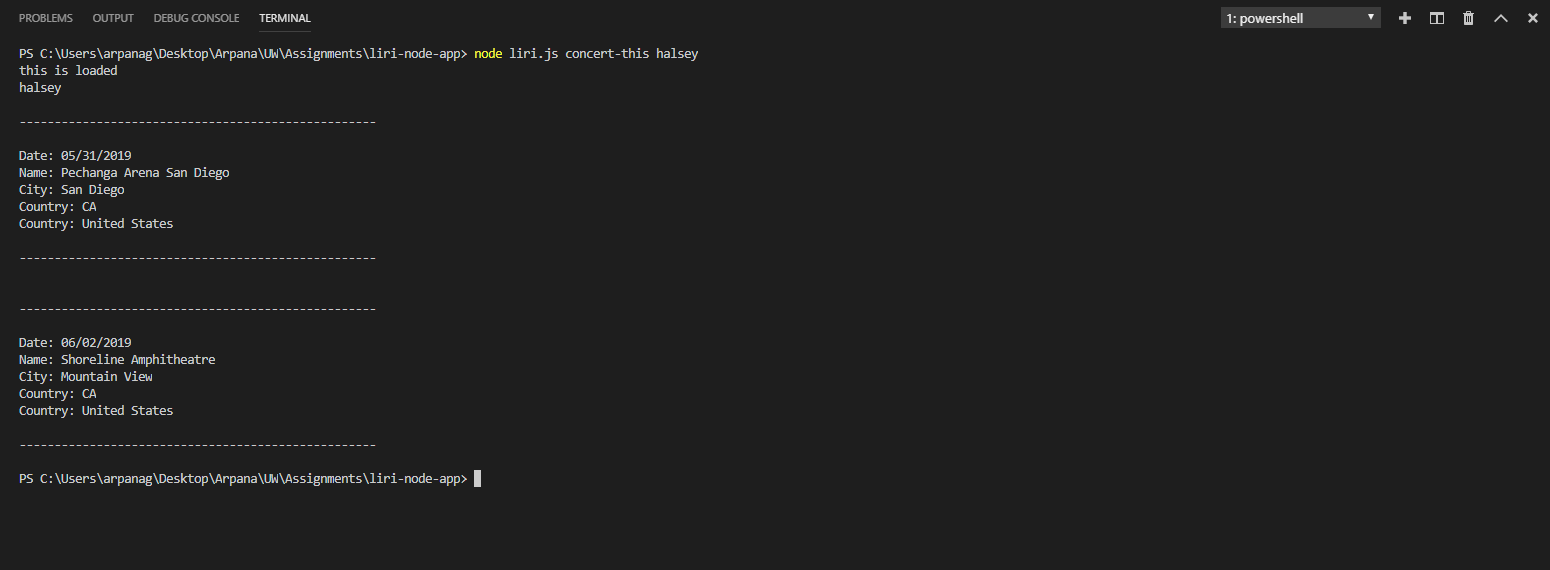 PROBLEMS OUTPUT DEBUG CONSOLE TERMINAL 1: powershell
PS C:\Users\arpanag\Desktop\Arpana\UW\Assignments\liri-node-app> node liri.js concert-this halsey
this is loaded
halsey
---------------------------------------------------
Date: 05/31/2019
Name: Pechanga Arena San Diego
City: San Diego
Country: CA
Country: United States
---------------------------------------------------
---------------------------------------------------
Date: 06/02/2019
Name: Shoreline Amphitheatre
City: Mountain View
Country: CA
Country: United States
---------------------------------------------------
PS C:\Users\arpanag\Desktop\Arpana\UW\Assignments\liri-node-app>